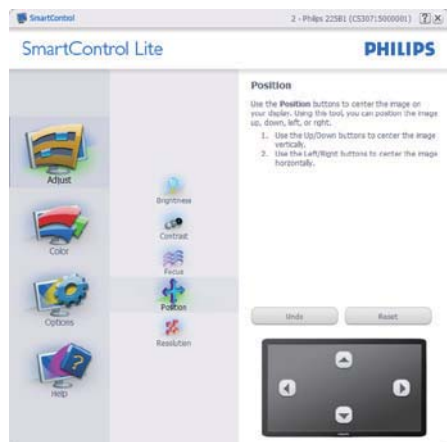 SmartControl
2 - Philips 225B1 (CS3071:5000001)
SmartControl Lite
PHILIPS
Adjust
Color
Options
Help
Brightness
Contrast
Focus
Position
Resolution
Position
Use the Position buttons to center the image on
your display. Using this tool, you can position the image
up, down, left, or right.
1. Use the Up/Down buttons to center the image
vertically.
2. Use the Left/Right buttons to center the image
horizontally.
Undo
Reset